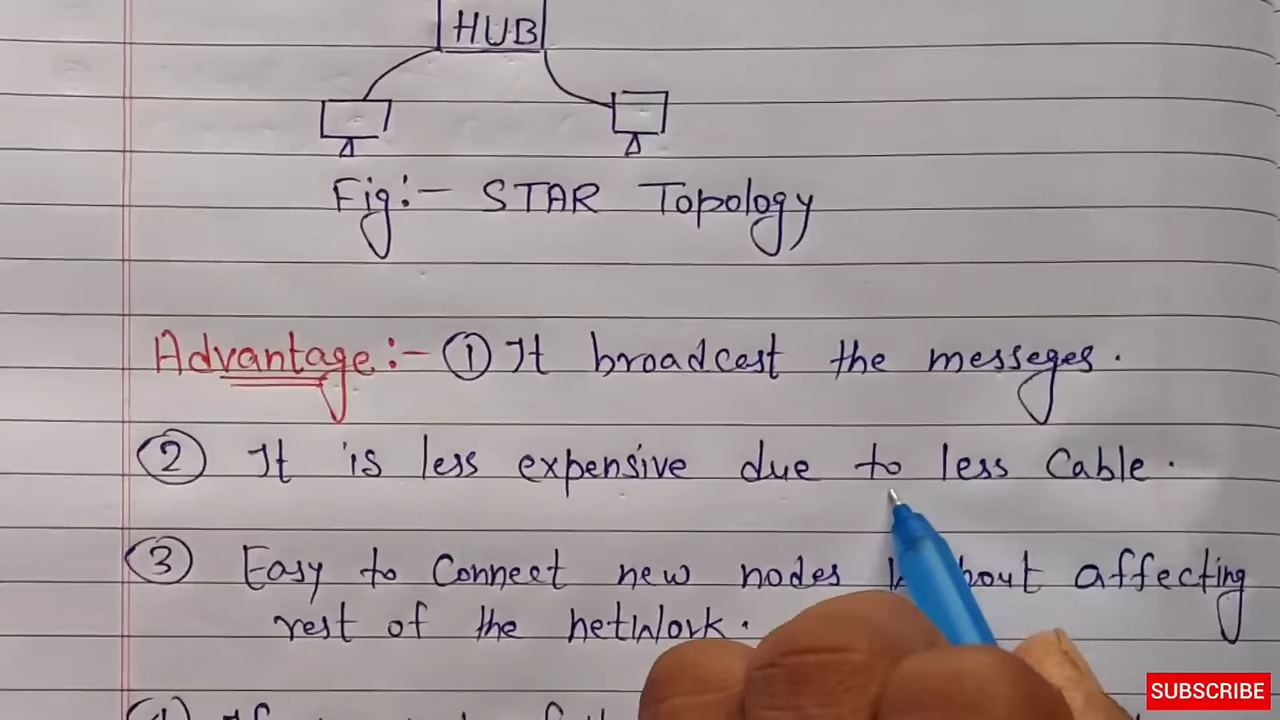 HUB
Fig:- STAR Topology
Advantage:- ① It broadcast the messeges.
② It is less expensive due to less Cable.
③ Easy to Connect new nodes affecting
rest of the network.
SUBSCRIBE